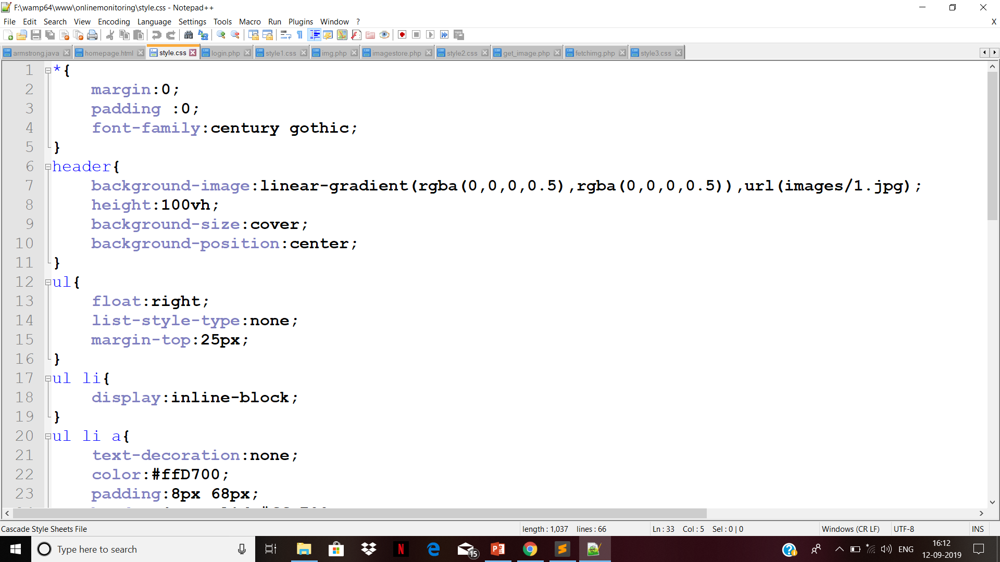 F:\wamp64\www\onlinemonitoring\style.css - Notepad++
File Edit Search View Encoding Language Settings Tools Macro Run Plugins Window ? X
armstrong.java homepage.html style.css login.php style1.css img.php imagestore.php style2.css get_image.php fetchimg.php style3.css
1 *{
2 margin:0;
3 padding :0;
4 font-family:century gothic;
5 }
6 header{
7 background-image:linear-gradient(rgba(0,0,0,0.5),rgba(0,0,0,0.5)),url(images/1.jpg);
8 height:100vh;
9 background-size:cover;
10 background-position:center;
11 }
12 ul{
13 float:right;
14 list-style-type:none;
15 margin-top:25px;
16 }
17 ul li{
18 display:inline-block;
19 }
20 ul li a{
21 text-decoration:none;
22 color:#ffD700;
23 padding:8px 68px;
Cascade Style Sheets File length : 1,037 lines : 66 Ln : 33 Col : 5 Sel : 0 | 0 Windows (CR LF) UTF-8 INS
Type here to search 15 ENG 16:12
12-09-2019